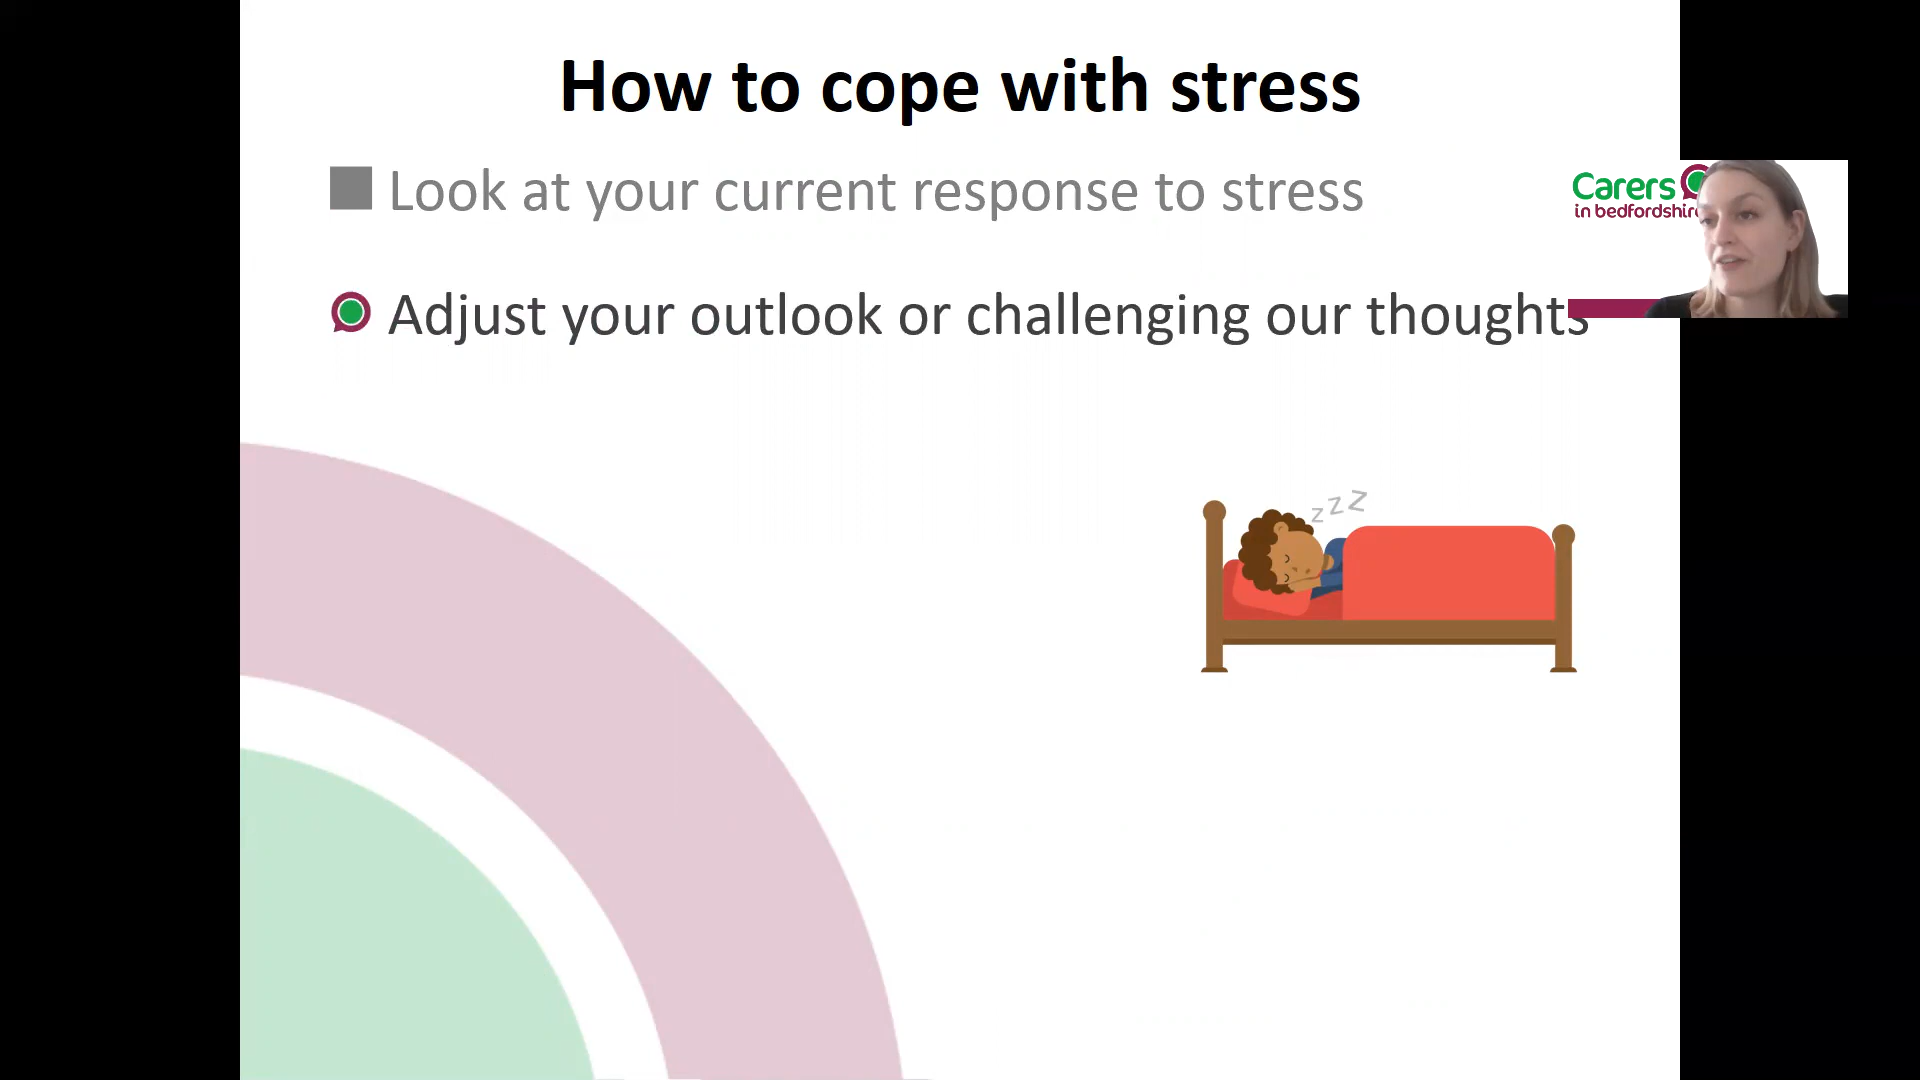 How to cope with stress
Look at your current response to stress
Carers
in bedfordshire
Adjust your outlook or challenging our thoughts
z z z